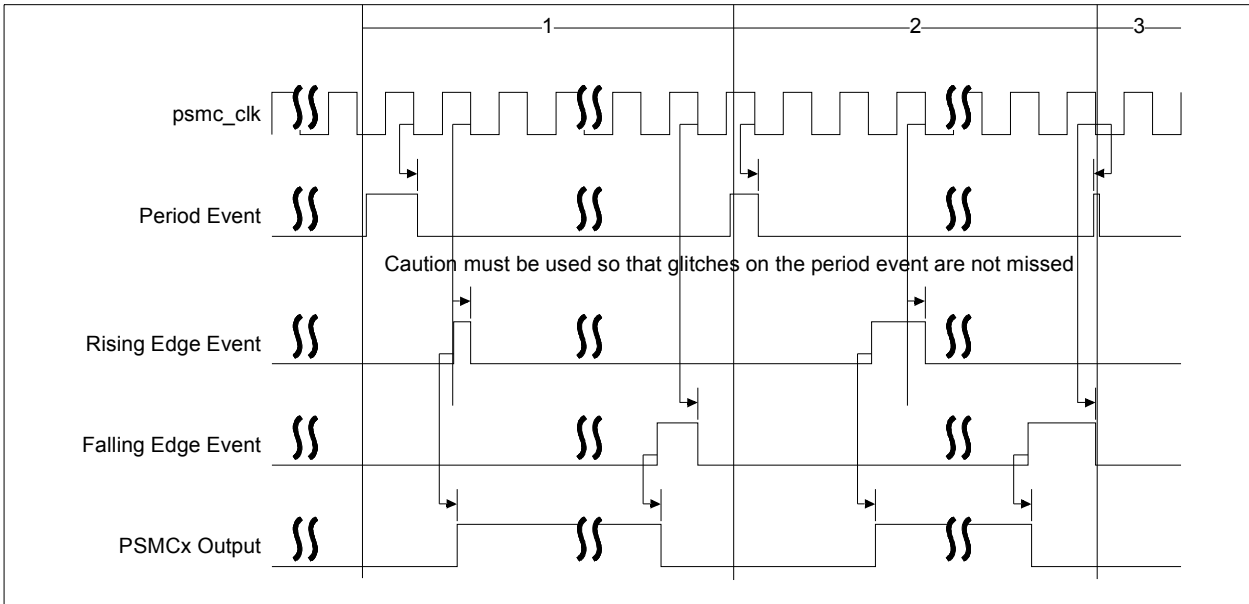 1 2 3
psmc_clk
Period Event
Caution must be used so that glitches on the period event are not missed
Rising Edge Event
Falling Edge Event
PSMCx Output